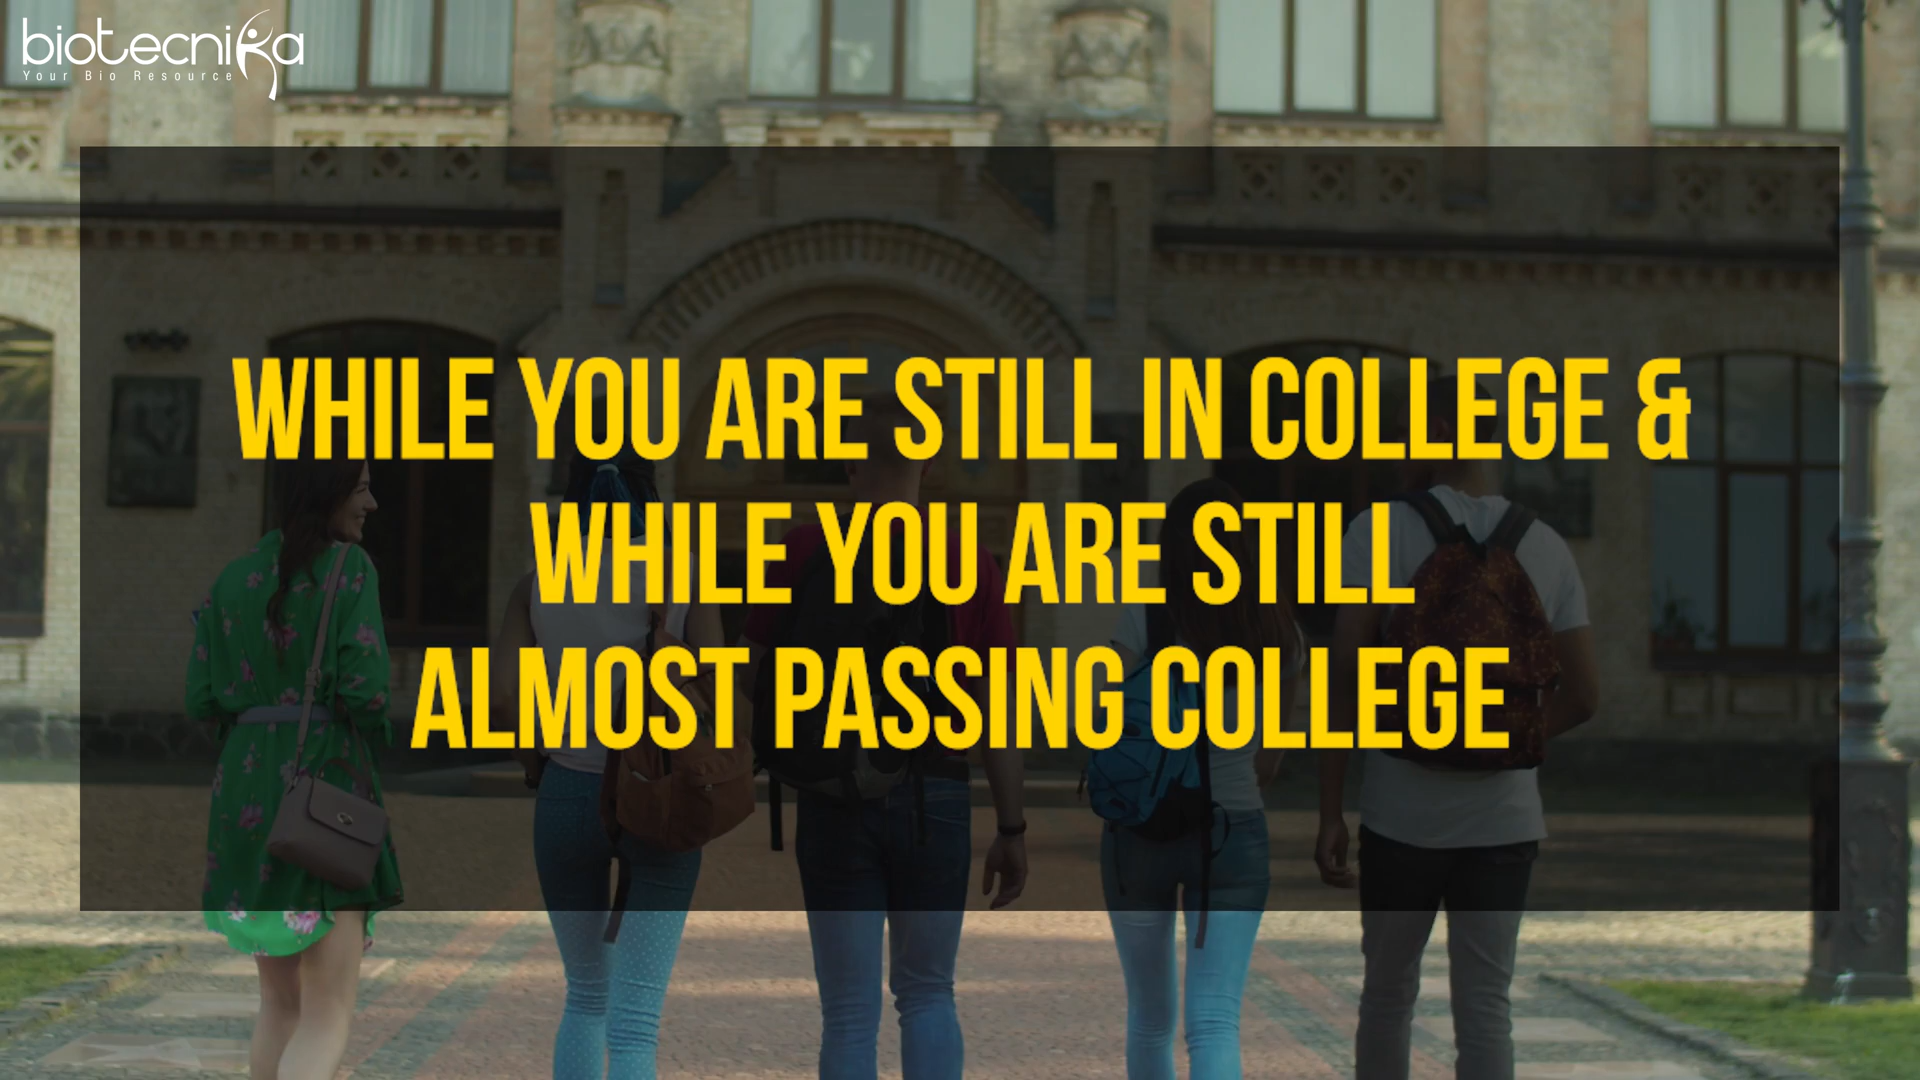 biotecnika
Your Bio Resource
WHILE YOU ARE STILL IN COLLEGE &
WHILE YOU ARE STILL
ALMOST PASSING COLLEGE